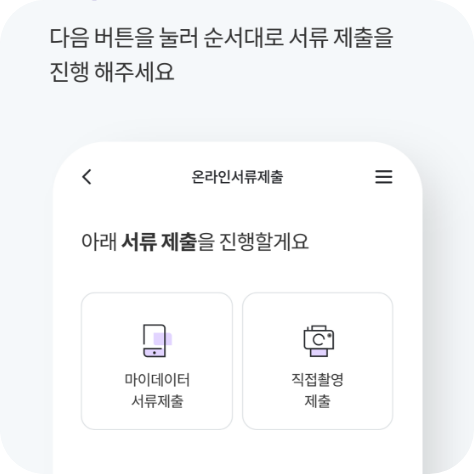 다음 버튼을 눌러 순서대로 서류 제출을
진행 해주세요
온라인서류제출
아래 서류 제출을 진행할게요
마이데이터
서류제출
직접촬영
제출